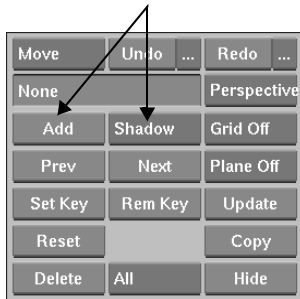 Move Undo ... Redo ...
None Perspective
Add Shadow Grid Off
Prev Next Plane Off
Set Key Rem Key Update
Reset Copy
Delete All Hide